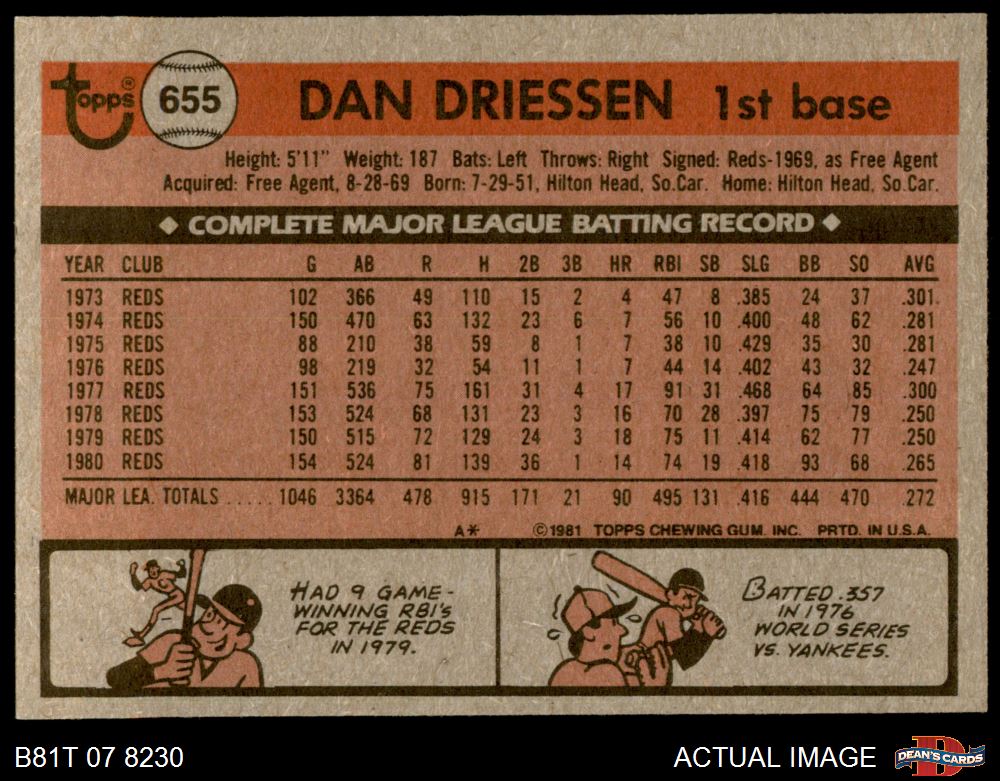 Topps® 655 DAN DRIESSEN 1st base
Height: 5'11" Weight: 187 Bats: Left Throws: Right Signed: Reds-1969, as Free Agent
Acquired: Free Agent, 8-28-69 Born: 7-29-51, Hilton Head, So.Car. Home: Hilton Head, So.Car.
◆ COMPLETE MAJOR LEAGUE BATTING RECORD ◆
YEAR CLUB G AB R H 2B 3B HR RBI SB SLG BB SO AVG
1973 REDS 102 366 49 110 15 2 4 47 8 .385 24 37 .301
1974 REDS 150 470 63 132 23 6 7 56 10 .400 48 62 .281
1975 REDS 88 210 38 59 8 1 7 38 10 .429 35 30 .281
1976 REDS 98 219 32 54 11 1 7 44 14 .402 43 32 .247
1977 REDS 151 536 75 161 31 4 17 91 31 .468 64 85 .300
1978 REDS 153 524 68 131 23 3 16 70 28 .397 75 79 .250
1979 REDS 150 515 72 129 24 3 18 75 11 .414 62 77 .250
1980 REDS 154 524 81 139 36 1 14 74 19 .418 93 68 .265
MAJOR LEA. TOTALS ..... 1046 3364 478 915 171 21 90 495 131 .416 444 470 .272
A* ©1981 TOPPS CHEWING GUM. INC. PRTD. IN U.S.A.
HAD 9 GAME-
WINNING RBI's
FOR THE REDS
IN 1979.
BATTED .357
IN 1976
WORLD SERIES
VS. YANKEES.
B81T 07 8230 ACTUAL IMAGE D DEAN'S CARDS